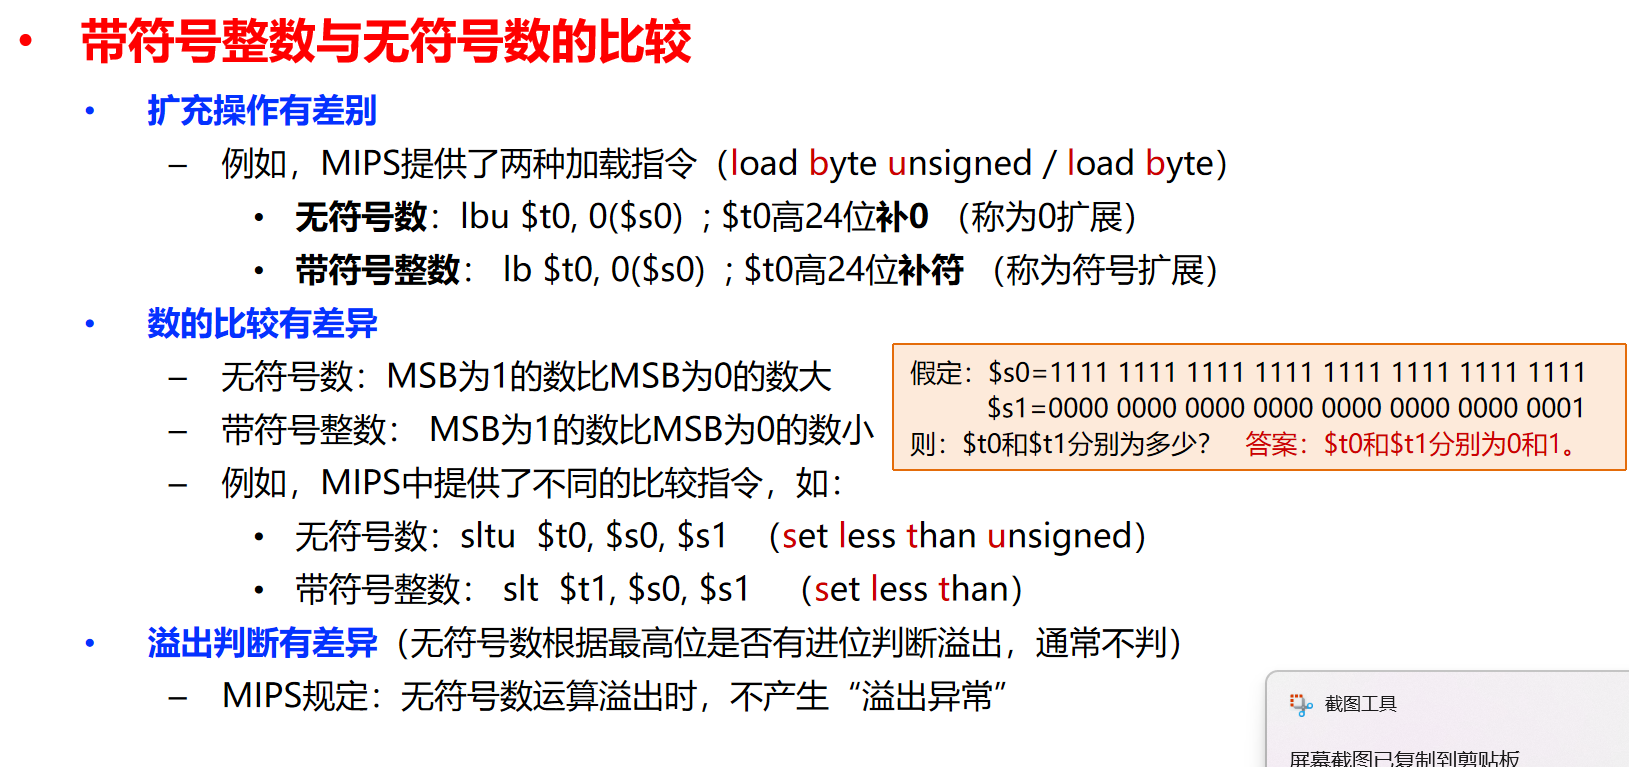 • 带符号整数与无符号数的比较
• 扩充操作有差别
– 例如，MIPS提供了两种加载指令（load byte unsigned / load byte）
• 无符号数：lbu $t0, 0($s0) ; $t0高24位补0 （称为0扩展）
• 带符号整数： lb $t0, 0($s0) ; $t0高24位补符 （称为符号扩展）
• 数的比较有差异
– 无符号数：MSB为1的数比MSB为0的数大
– 带符号整数： MSB为1的数比MSB为0的数小
– 例如，MIPS中提供了不同的比较指令，如：
• 无符号数：sltu $t0, $s0, $s1 （set less than unsigned）
• 带符号整数： slt $t1, $s0, $s1 （set less than）
假定：$s0=1111 1111 1111 1111 1111 1111 1111 1111
$s1=0000 0000 0000 0000 0000 0000 0000 0001
则：$t0和$t1分别为多少？ 答案：$t0和$t1分别为0和1。
• 溢出判断有差异（无符号数根据最高位是否有进位判断溢出，通常不判）
– MIPS规定：无符号数运算溢出时，不产生“溢出异常”
截图工具
屏幕截图已复制到剪贴板